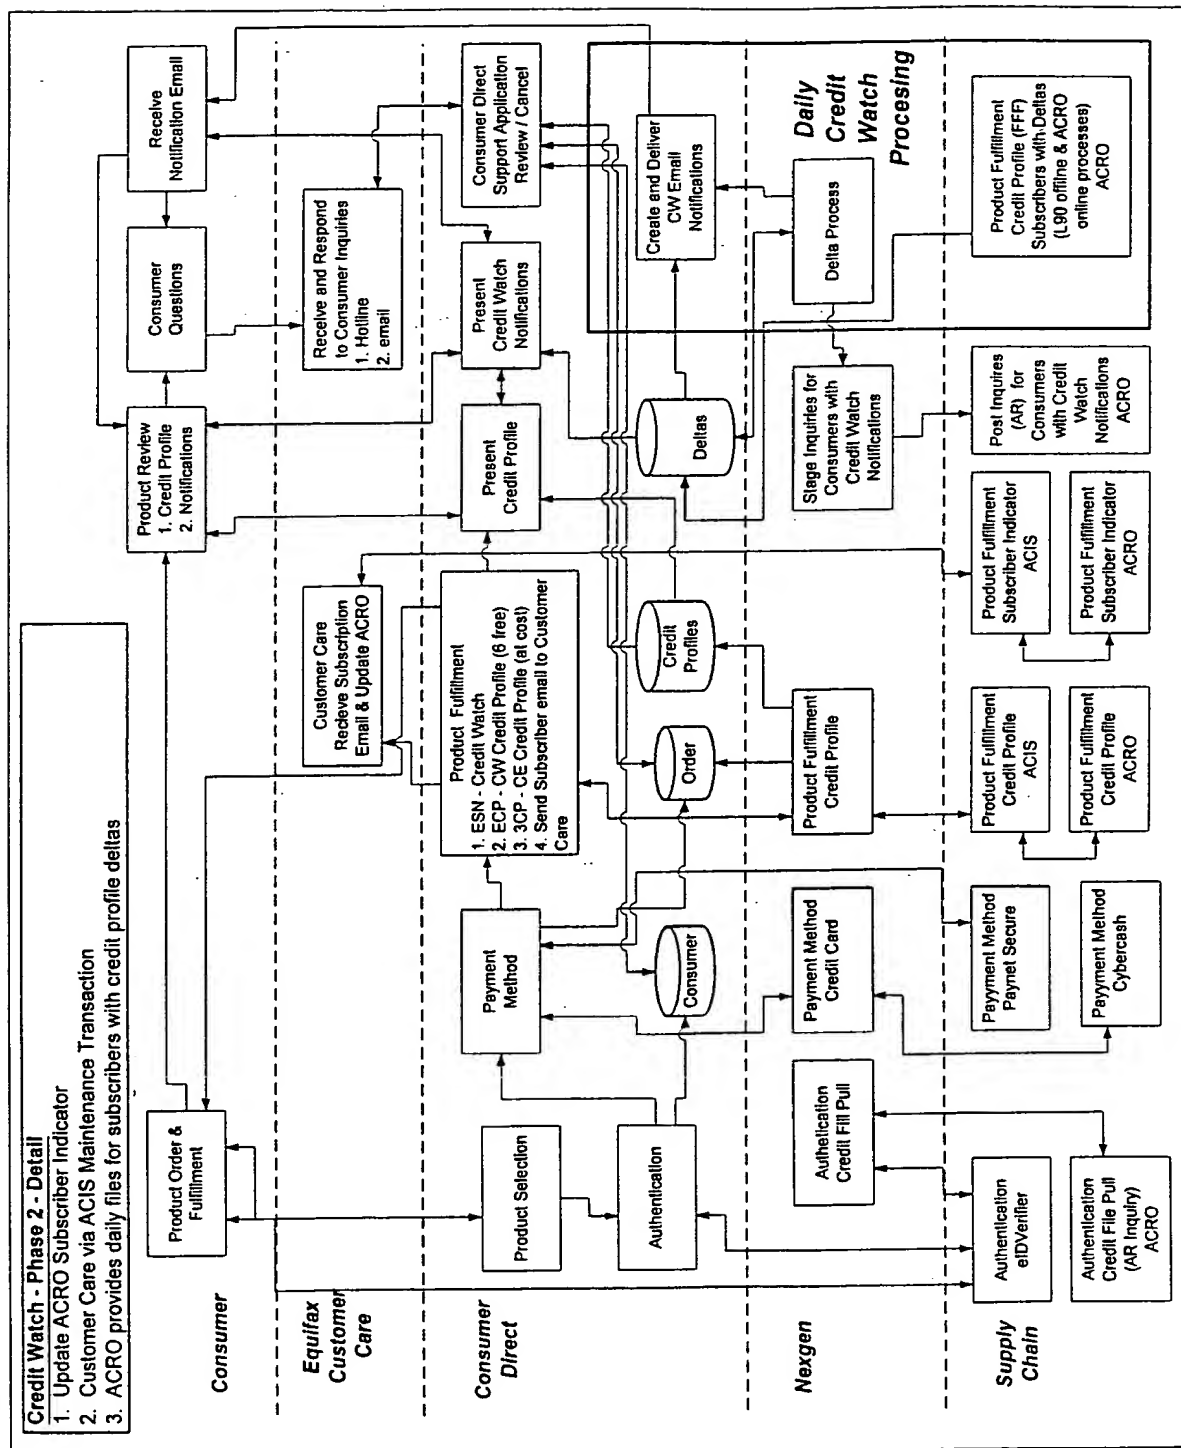 Credit Watch - Phase 2 - Detail
1. Update ACRO Subscriber Indicator
2. Customer Care via ACIS Maintenance Transaction
3. ACRO provides daily files for subscribers with credit profile deltas
Consumer
Product Order &
Fulfillment
Product Review
1. Credit Profile
2. Notifications
Consumer
Questions
Receive
Notification Email
Equifax
Customer
Care
Customer Care
Recieve Subscription
Email & Update ACRO
Receive and Respond
to Consumer Inquiries
1. Hotline
2. email
Consumer
Direct
Product Selection
Authentication
Payment
Method
Product Fulfillment
1. ESN - Credit Watch
2. ECP - CW Credit Profile (6 free)
3. 3CP - CE Credit Profile (at cost)
4. Send Subscriber email to Customer
Care
Present
Credit Profile
Present
Credit Watch
Notifications
Consumer Direct
Support Application
Review / Cancel
Consumer
Order
Credit
Profiles
Deltas
Create and Deliver
CW Email
Notifications
Nexgen
Authetication
Credit Fill Pull
Payment Method
Credit Card
Product Fulfillment
Credit Profile
Stage Inquiries for
Consumers with
Credit Watch
Notifications
Delta Process
Daily
Credit
Watch
Procesing
Supply
Chain
Authentication
eIDVerifier
Authentication
Credit File Pull
(AR Inquiry)
ACRO
Payyment Method
Paynet Secure
Payyment Method
Cybercash
Product Fulfillment
Credit Profile
ACIS
Product Fulfillment
Credit Profile
ACRO
Product Fulfillment
Subscriber Indicator
ACIS
Product Fulfillment
Subscriber Indicator
ACRO
Post Inquires
(AR) for
Consumers
with Credit
Watch
Notifications
ACRO
Product Fulfillment
Credit Profile (FFF)
Subscribers with Deltas
(L90 offilne & ACRO
online processes)
ACRO